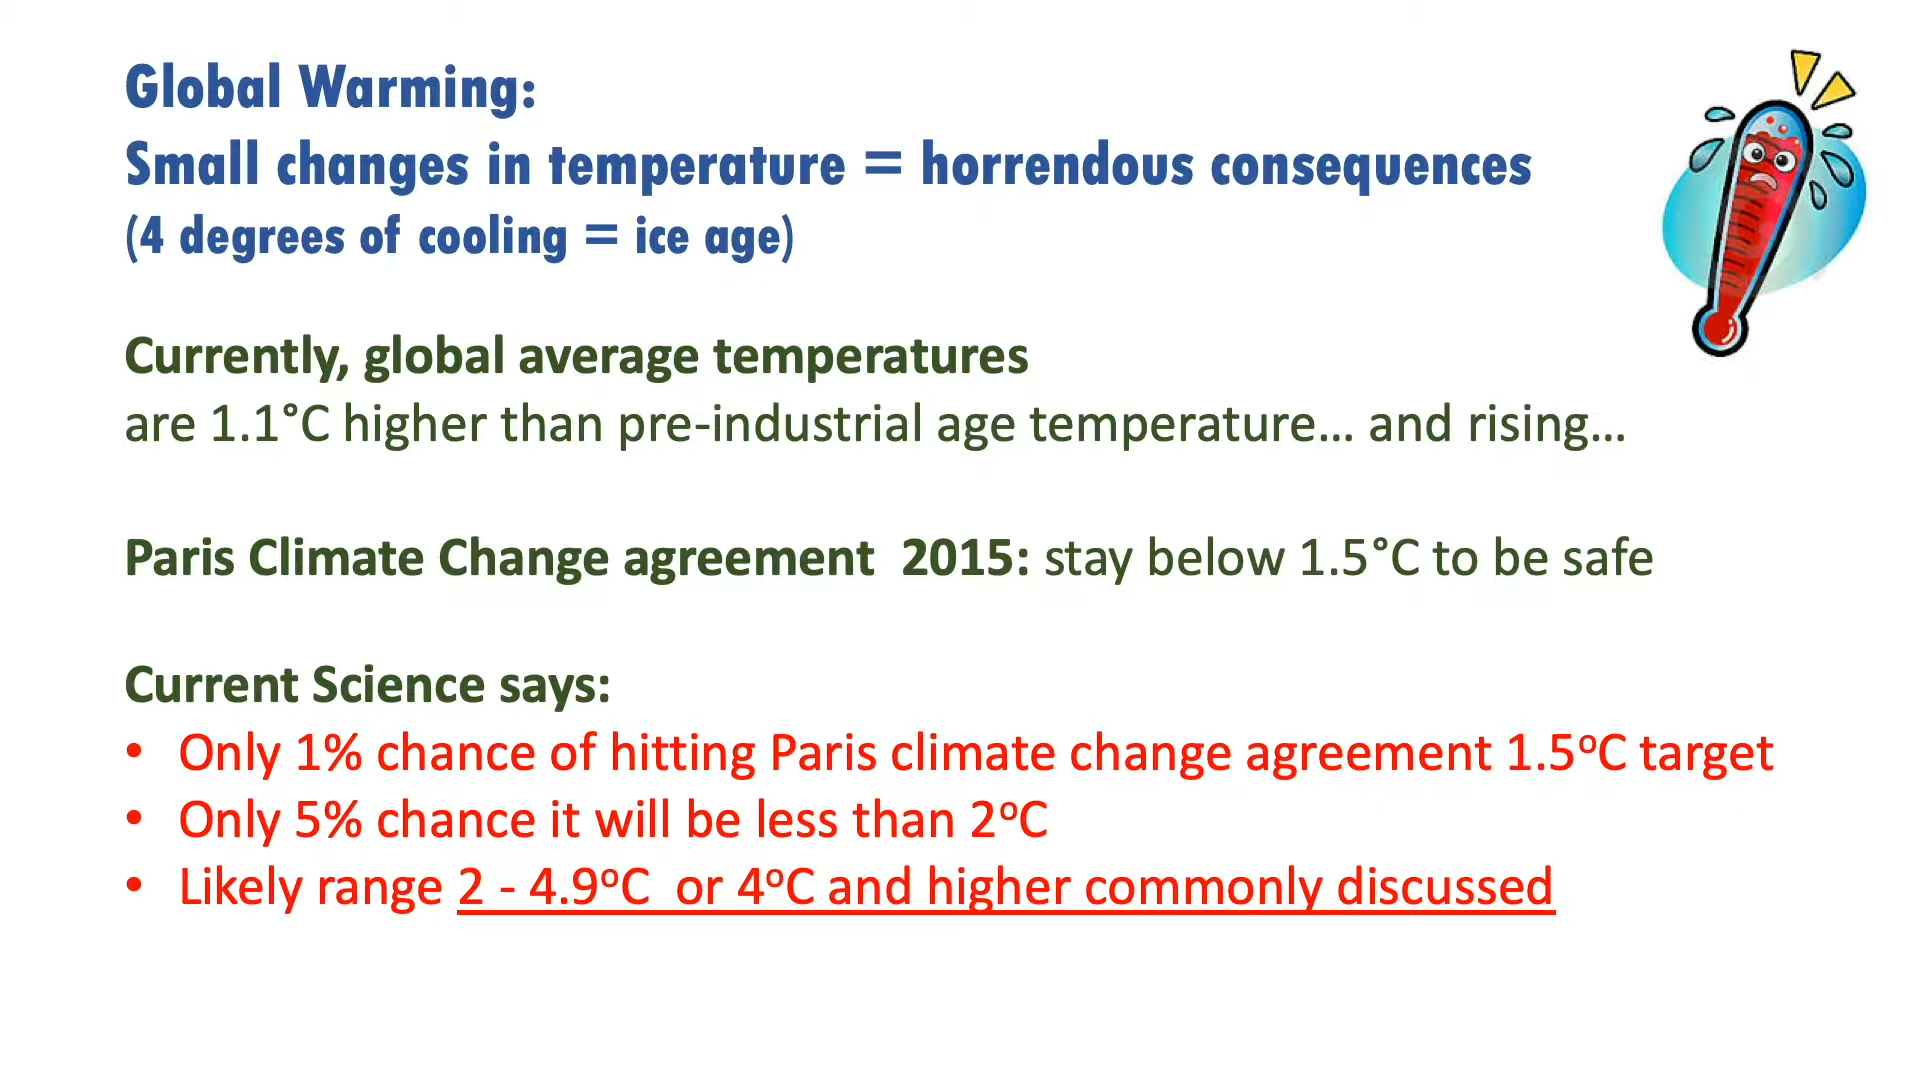 Global Warming:
Small changes in temperature = horrendous consequences
(4 degrees of cooling = ice age)
Currently, global average temperatures
are 1.1°C higher than pre-industrial age temperature... and rising...
Paris Climate Change agreement  2015: stay below 1.5°C to be safe
Current Science says:
• Only 1% chance of hitting Paris climate change agreement 1.5ºC target
• Only 5% chance it will be less than 2ºC
• Likely range 2 - 4.9ºC  or 4ºC and higher commonly discussed